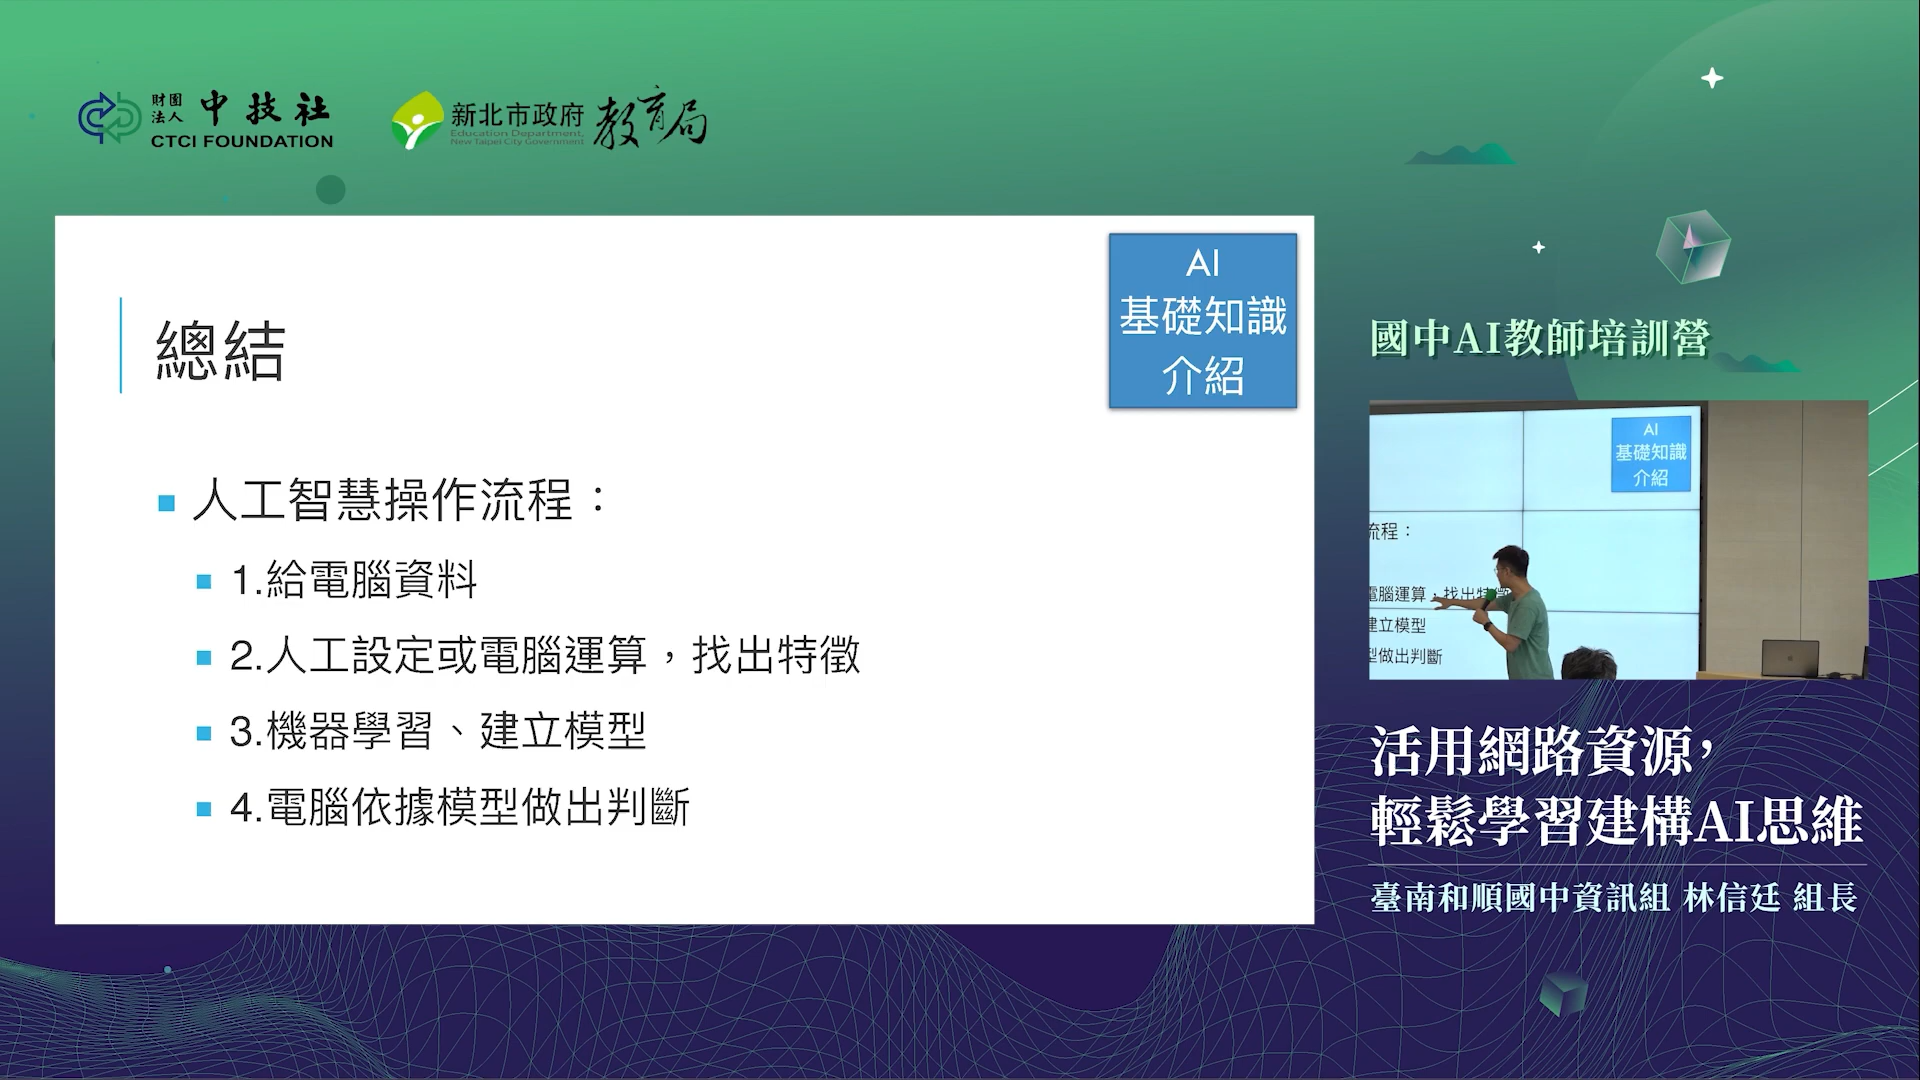 財團法人 中技社
CTCI FOUNDATION
新北市政府 教育局
Education Department,
New Taipei City Government
AI
基礎知識
介紹
總結
人工智慧操作流程：
1.給電腦資料
2.人工設定或電腦運算，找出特徵
3.機器學習、建立模型
4.電腦依據模型做出判斷
國中AI教師培訓營
AI
基礎知識
介紹
流程：
電腦運算，找出特徵
建立模型
型做出判斷
活用網路資源，
輕鬆學習建構AI思維
臺南和順國中資訊組 林信廷 組長